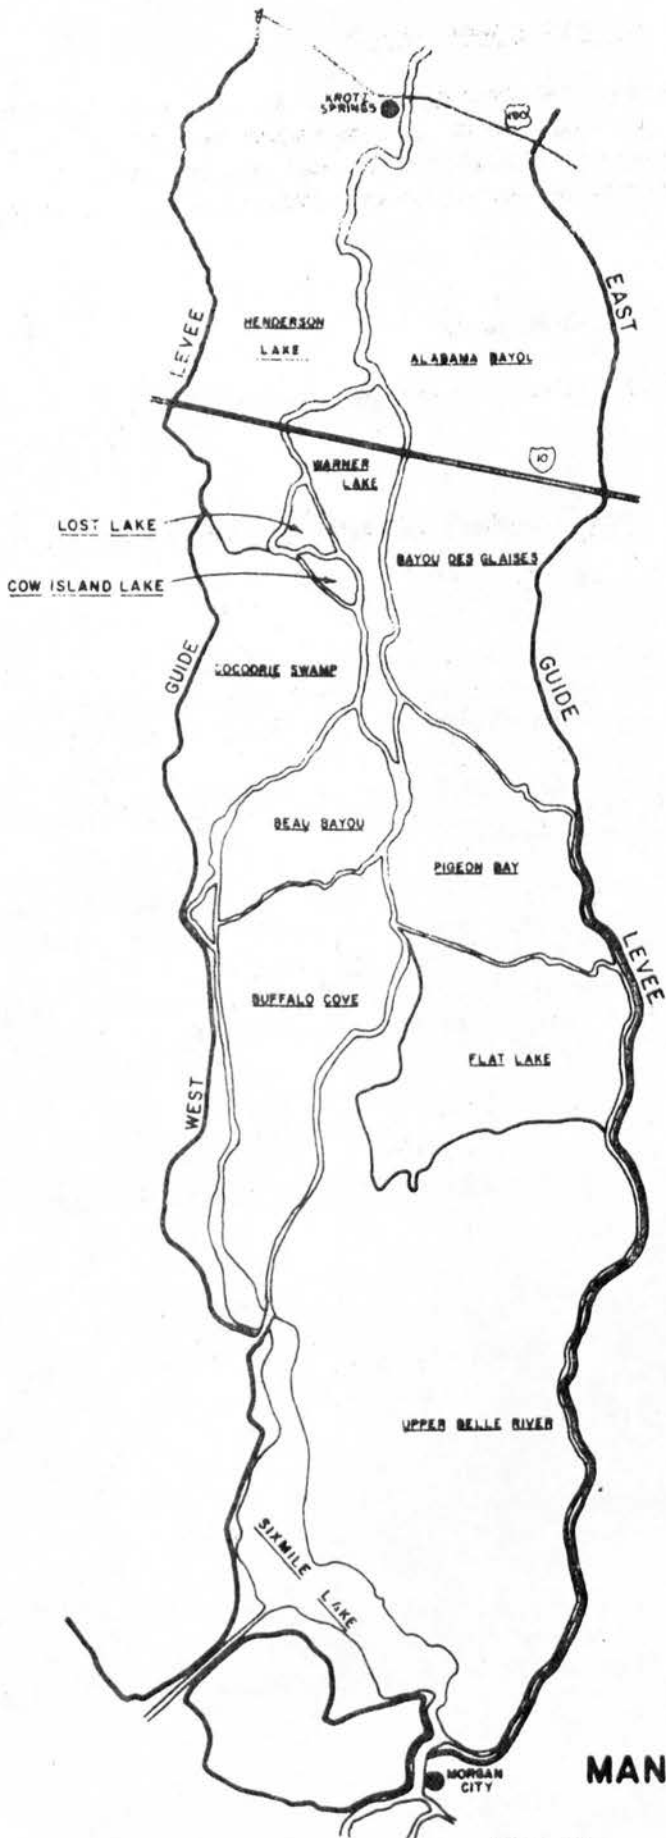 KROTZ
SPRINGS
190
HENDERSON
LAKE
LEVEE
EAST
ALABAMA BAYOU
10
WARNER
LAKE
LOST LAKE
BAYOU DES GLAISES
COW ISLAND LAKE
GUIDE
COCODRIE SWAMP
GUIDE
BEAU BAYOU
PIGEON BAY
LEVEE
BUFFALO COVE
FLAT LAKE
WEST
UPPER BELLE RIVER
SIXMILE LAKE
MORGAN
CITY
MAN